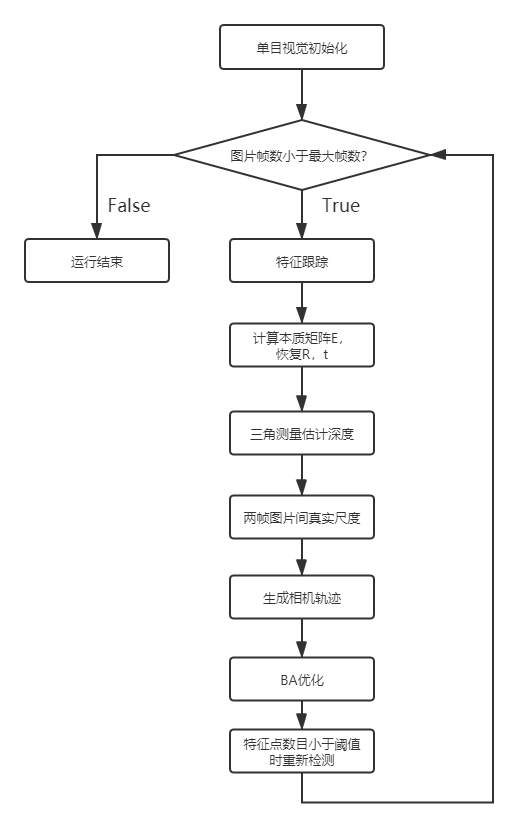 单目视觉初始化
图片帧数小于最大帧数?
False
True
运行结束
特征跟踪
计算本质矩阵E,
恢复R，t
三角测量估计深度
两帧图片间真实尺度
生成相机轨迹
BA优化
特征点数目小于阈值
时重新检测